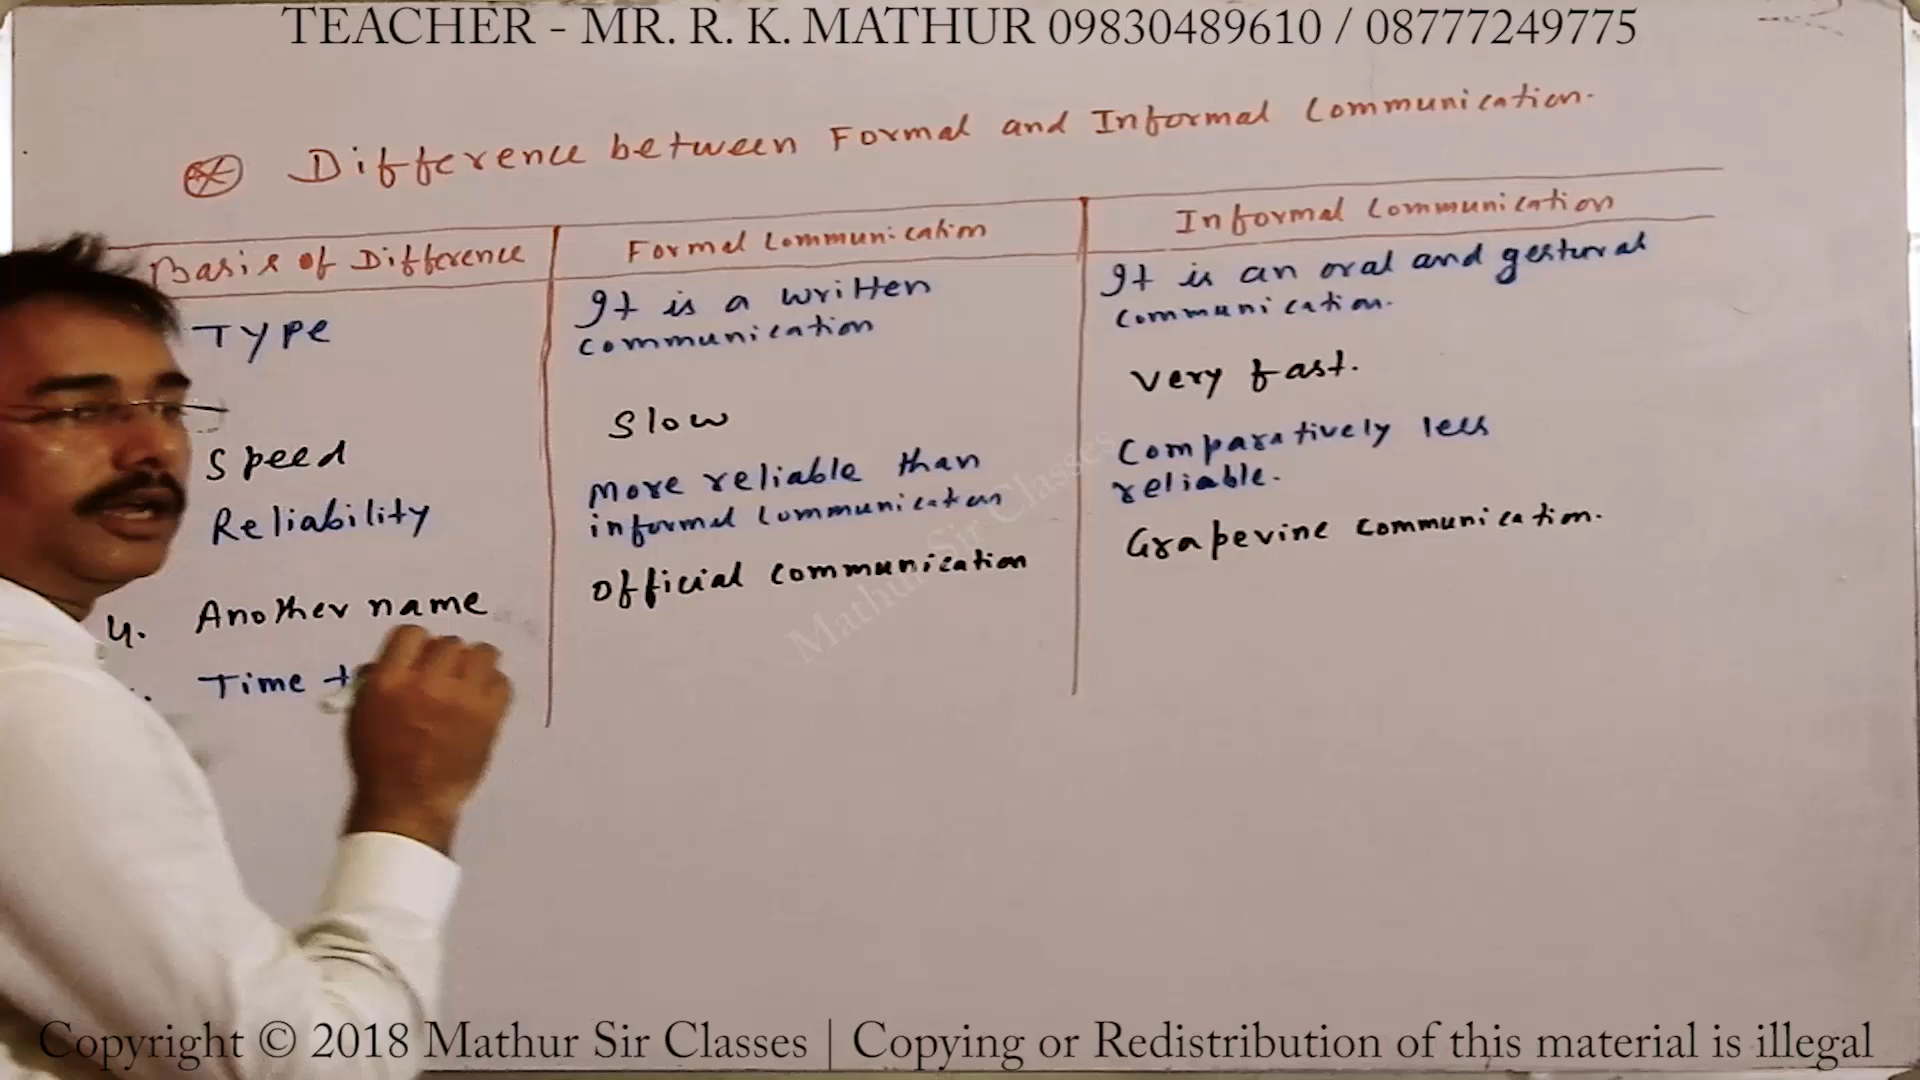 TEACHER - MR. R. K. MATHUR 09830489610 / 08777249775
Difference between Formal and Informal Communication.
Basis of Difference
Formal Communication
Informal Communication
Type
It is a written
communication
It is an oral and gestural
communication.
Speed
Slow
Very fast.
Reliability
More reliable than
informal communication
Comparatively less
reliable.
4. Another name
Official communication
Grapevine communication.
Time t
Mathur Sir Classes
Copyright © 2018 Mathur Sir Classes | Copying or Redistribution of this material is illegal